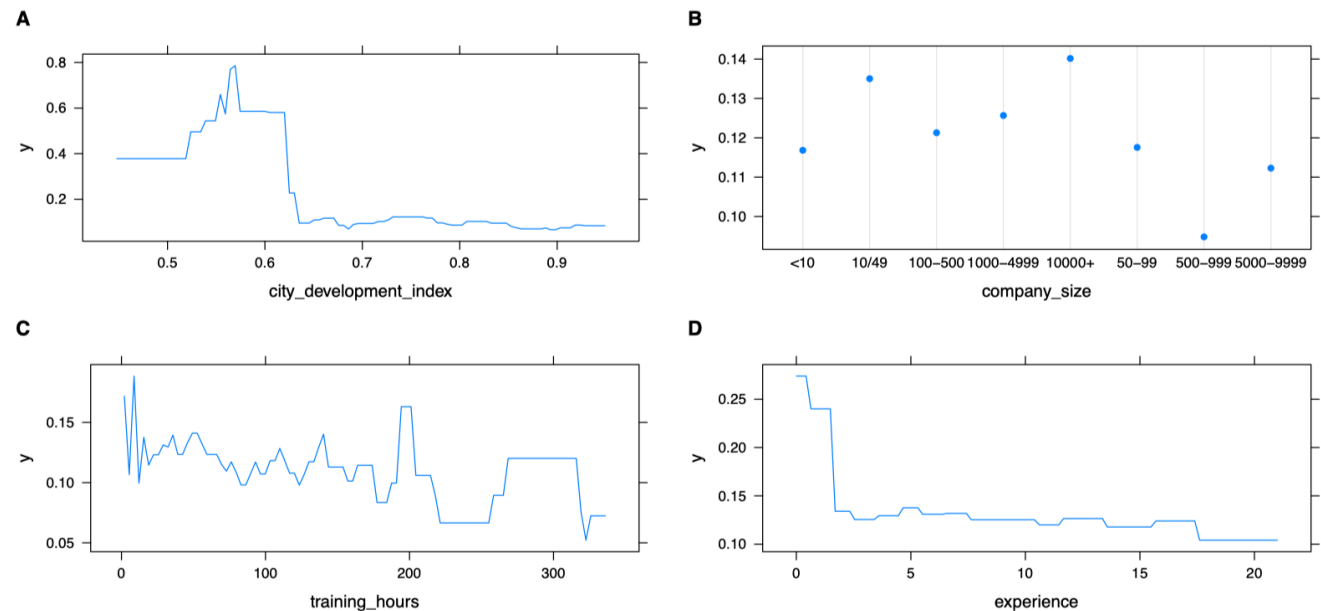 A
0.8
0.6
0.4
0.2
y
0.5 0.6 0.7 0.8 0.9
city_development_index
B
0.14
0.13
0.12
0.11
0.10
y
<10 10/49 100−500 1000−4999 10000+ 50−99 500−999 5000−9999
company_size
C
0.15
0.10
0.05
y
0 100 200 300
training_hours
D
0.25
0.20
0.15
0.10
y
0 5 10 15 20
experience